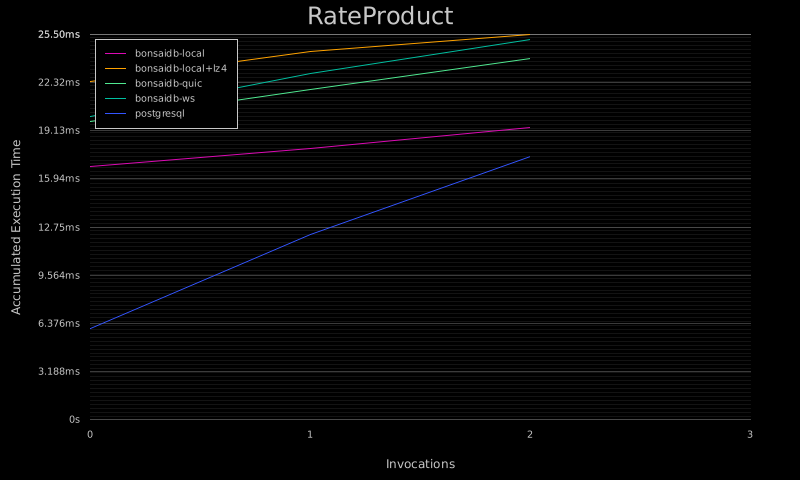 RateProduct
25.50ms
22.32ms
19.13ms
15.94ms
12.75ms
9.564ms
6.376ms
3.188ms
0s
bonsaidb-local
bonsaidb-local+lz4
bonsaidb-quic
bonsaidb-ws
postgresql
Accumulated Execution Time
0 1 2 3
Invocations